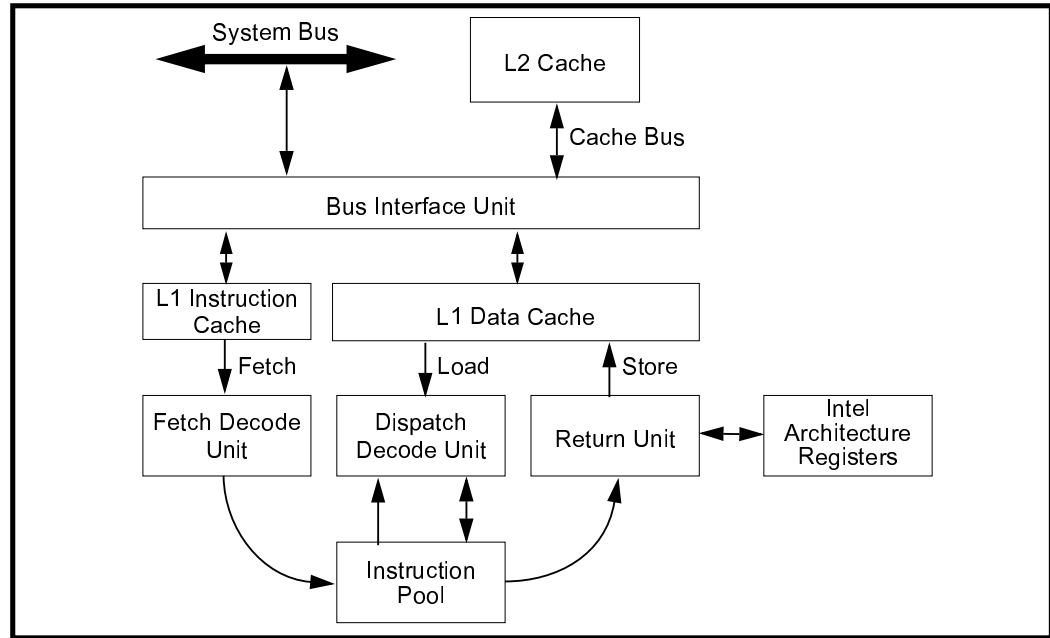 System Bus
L2 Cache
Cache Bus
Bus Interface Unit
L1 Instruction
Cache
L1 Data Cache
Fetch
Load
Store
Fetch Decode
Unit
Dispatch
Decode Unit
Return Unit
Intel
Architecture
Registers
Instruction
Pool